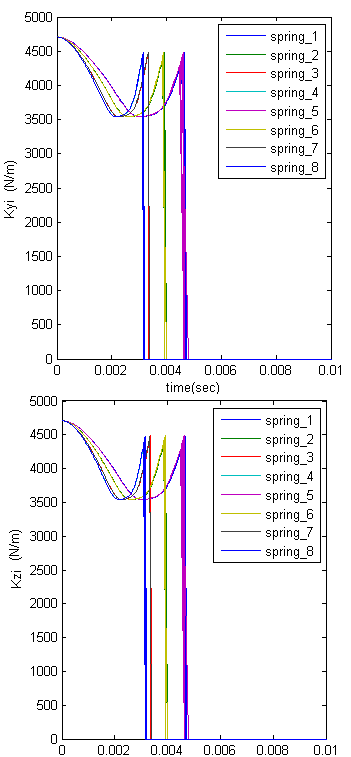 5000
4500
4000
3500
3000
2500
2000
1500
1000
500
0
Kyi (N/m)
spring_1
spring_2
spring_3
spring_4
spring_5
spring_6
spring_7
spring_8
0 0.002 0.004 0.006 0.008 0.01
time(sec)
5000
4500
4000
3500
3000
2500
2000
1500
1000
500
0
Kzi (N/m)
spring_1
spring_2
spring_3
spring_4
spring_5
spring_6
spring_7
spring_8
0 0.002 0.004 0.006 0.008 0.01